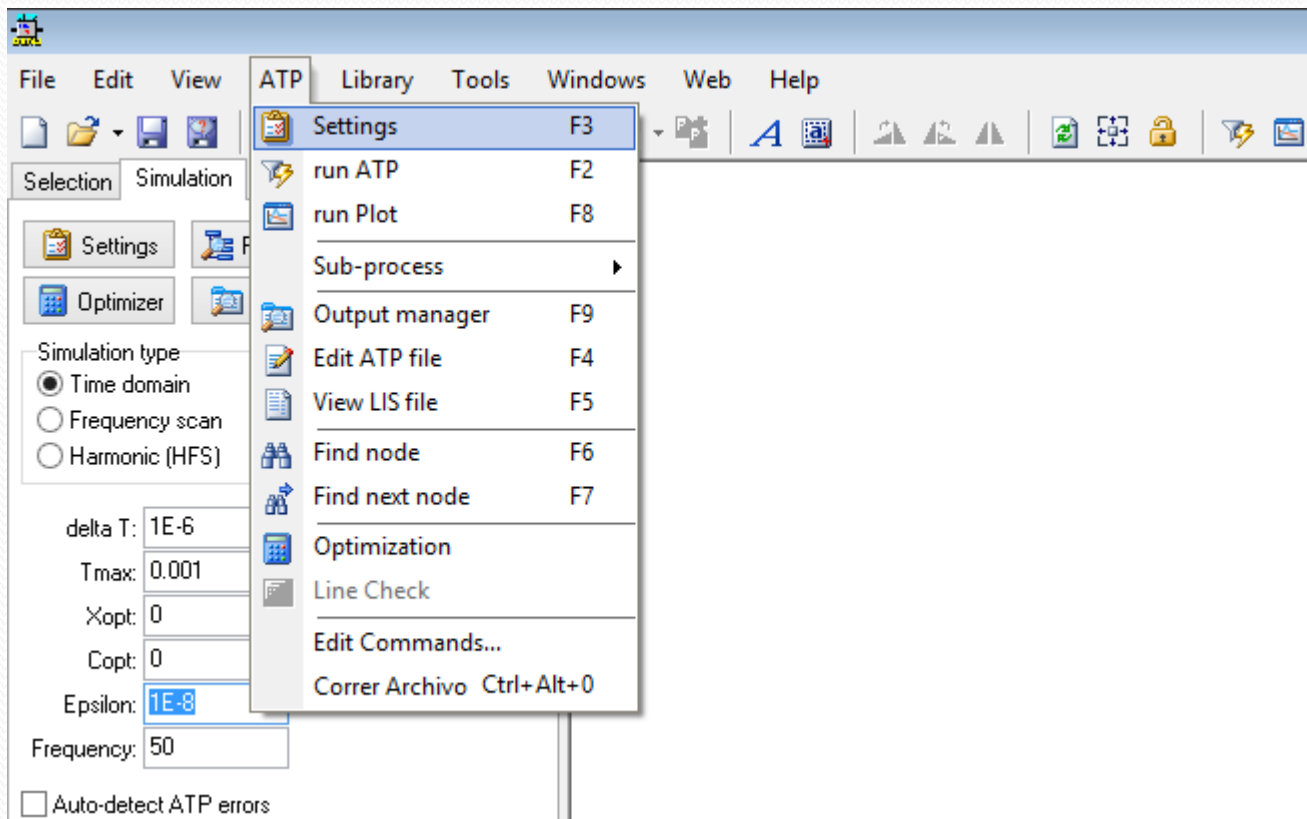 File Edit View ATP Library Tools Windows Web Help
Selection Simulation
Settings
Optimizer
Simulation type
Time domain
Frequency scan
Harmonic (HFS)
delta T: 1E-6
Tmax: 0.001
Xopt: 0
Copt: 0
Epsilon: 1E-8
Frequency: 50
Auto-detect ATP errors
Settings F3
run ATP F2
run Plot F8
Sub-process
Output manager F9
Edit ATP file F4
View LIS file F5
Find node F6
Find next node F7
Optimization
Line Check
Edit Commands...
Correr Archivo Ctrl+Alt+0